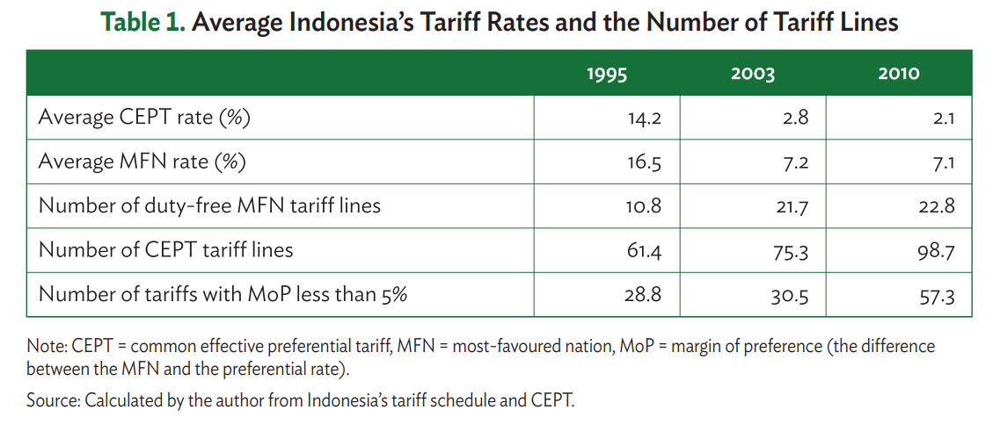 Table 1. Average Indonesia's Tariff Rates and the Number of Tariff Lines
1995 2003 2010
Average CEPT rate (%) 14.2 2.8 2.1
Average MFN rate (%) 16.5 7.2 7.1
Number of duty-free MFN tariff lines 10.8 21.7 22.8
Number of CEPT tariff lines 61.4 75.3 98.7
Number of tariffs with MoP less than 5% 28.8 30.5 57.3
Note: CEPT = common effective preferential tariff, MFN = most-favoured nation, MoP = margin of preference (the difference
between the MFN and the preferential rate).
Source: Calculated by the author from Indonesia's tariff schedule and CEPT.